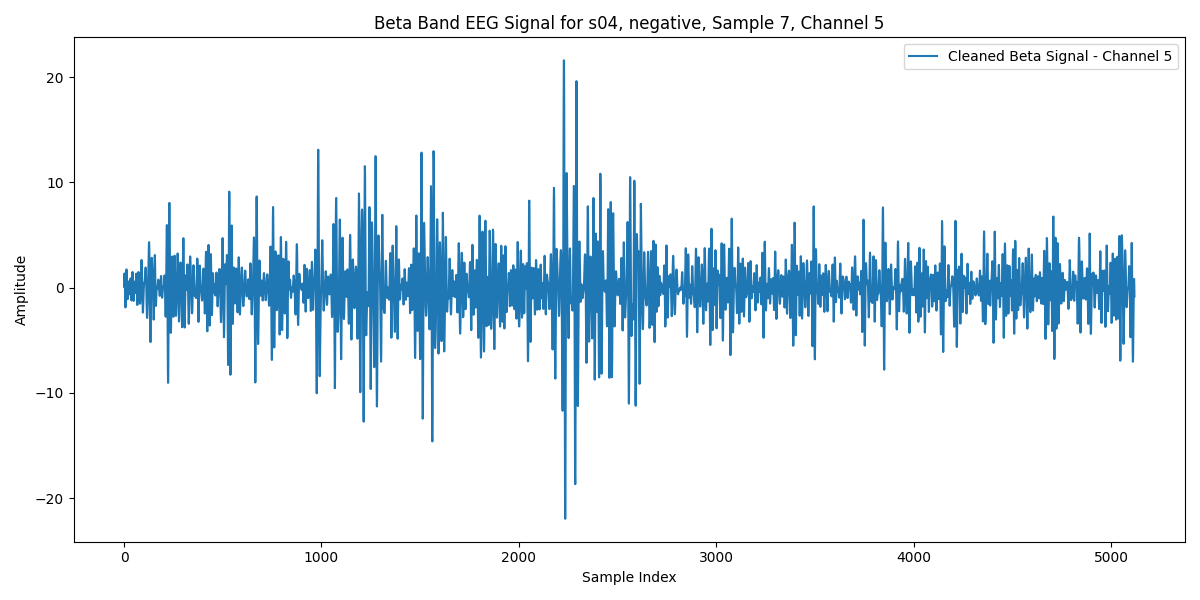 Beta Band EEG Signal for s04, negative, Sample 7, Channel 5
Cleaned Beta Signal - Channel 5
Amplitude
20
10
0
−10
−20
0 1000 2000 3000 4000 5000
Sample Index